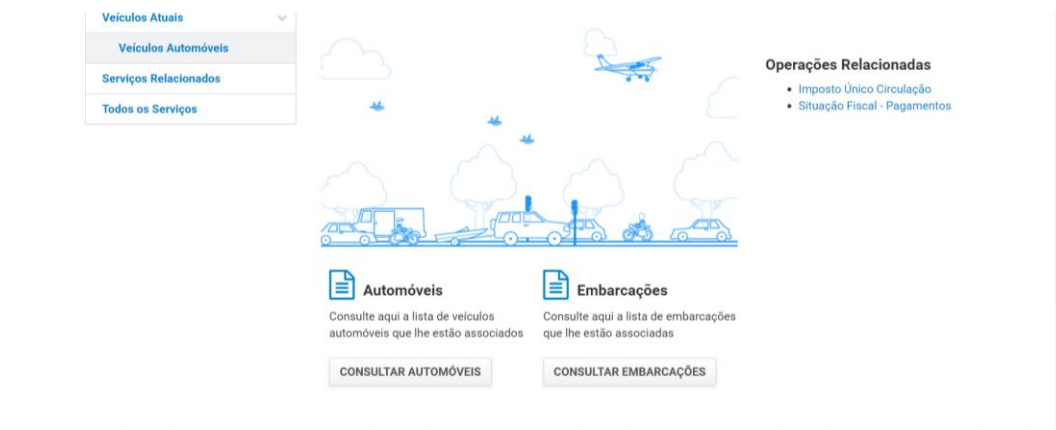 Veículos Atuais
Veículos Automóveis
Serviços Relacionados
Todos os Serviços
Operações Relacionadas
Imposto Único Circulação
Situação Fiscal - Pagamentos
Automóveis
Consulte aqui a lista de veículos
automóveis que lhe estão associados
CONSULTAR AUTOMÓVEIS
Embarcações
Consulte aqui a lista de embarcações
que lhe estão associadas
CONSULTAR EMBARCAÇÕES